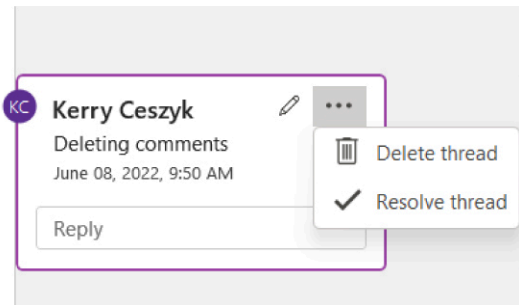 KC
Kerry Ceszyk
Deleting comments
June 08, 2022, 9:50 AM
Reply
Delete thread
Resolve thread